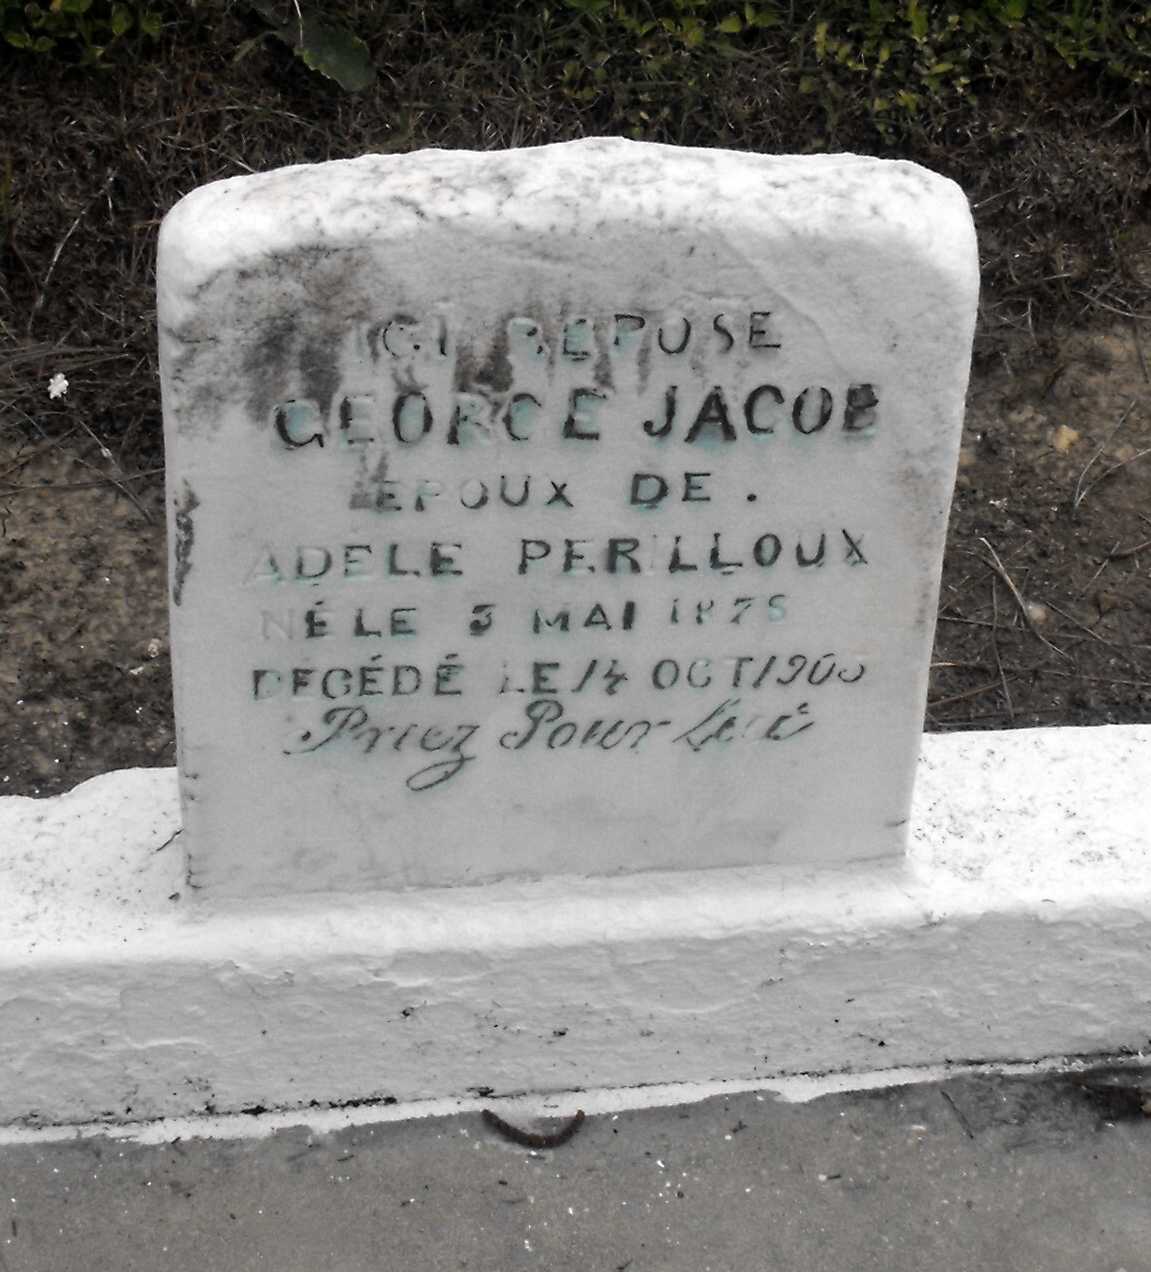 ICI REPOSE
GEORGE JACOB
EPOUX DE.
ADELE PERILLOUX
NÉ LE 3 MAI
DECÉDÉ LE 14 OCT
Priez Pour Lui